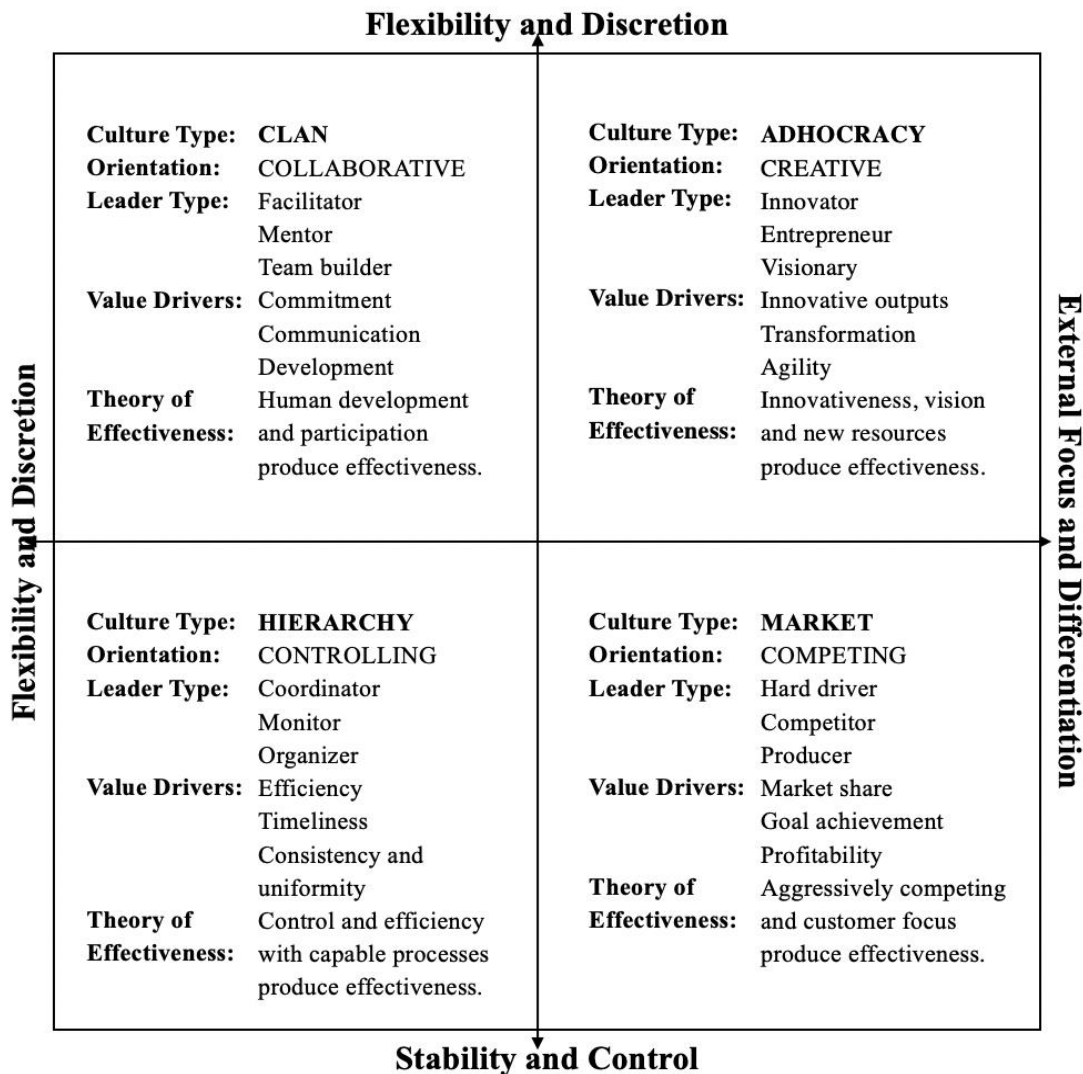 Flexibility and Discretion
Culture Type: CLAN
Orientation: COLLABORATIVE
Leader Type: Facilitator
Mentor
Team builder
Value Drivers: Commitment
Communication
Development
Theory of Human development
Effectiveness: and participation
produce effectiveness.
Culture Type: ADHOCRACY
Orientation: CREATIVE
Leader Type: Innovator
Entrepreneur
Visionary
Value Drivers: Innovative outputs
Transformation
Agility
Theory of Innovativeness, vision
Effectiveness: and new resources
produce effectiveness.
Flexibility and Discretion
External Focus and Differentiation
Culture Type: HIERARCHY
Orientation: CONTROLLING
Leader Type: Coordinator
Monitor
Organizer
Value Drivers: Efficiency
Timeliness
Consistency and
uniformity
Theory of Control and efficiency
Effectiveness: with capable processes
produce effectiveness.
Culture Type: MARKET
Orientation: COMPETING
Leader Type: Hard driver
Competitor
Producer
Value Drivers: Market share
Goal achievement
Profitability
Theory of Aggressively competing
Effectiveness: and customer focus
produce effectiveness.
Stability and Control